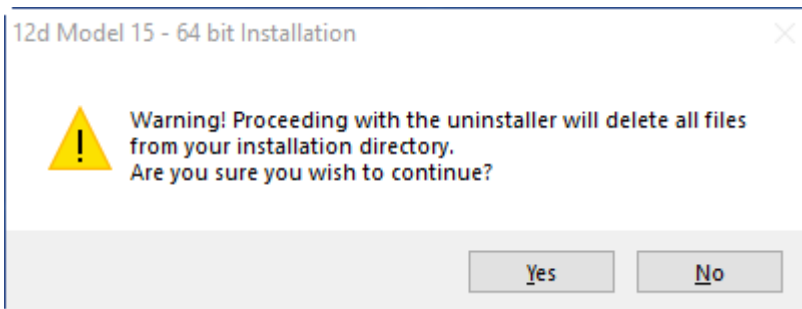 12d Model 15 - 64 bit Installation
Warning! Proceeding with the uninstaller will delete all files
from your installation directory.
Are you sure you wish to continue?
Yes
No